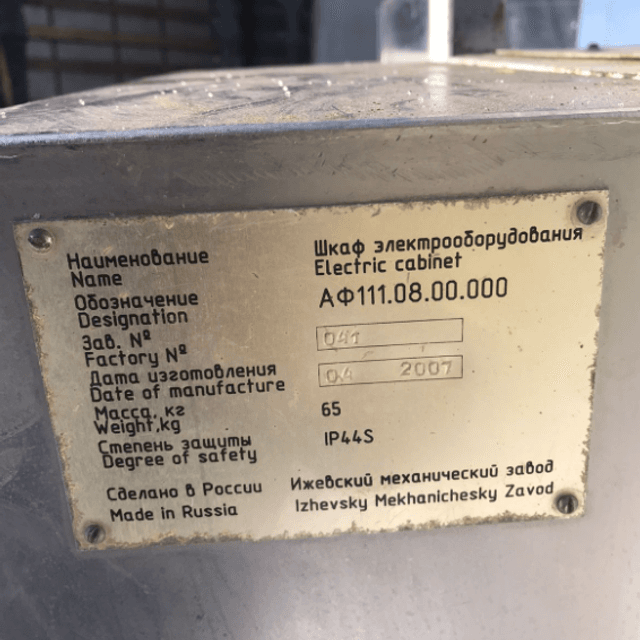 Наименование Шкаф электрооборудования
Name Electric cabinet
Обозначение АФ111.08.00.000
Designation
Зав. №
Factory № 041
Дата изготовления 04 2007
Date of manufacture
Масса, кг 65
Weight,kg
Степень защиты IP44S
Degree of safety
Сделано в России Ижевский механический завод
Made in Russia Izhevsky Mekhanichesky Zavod